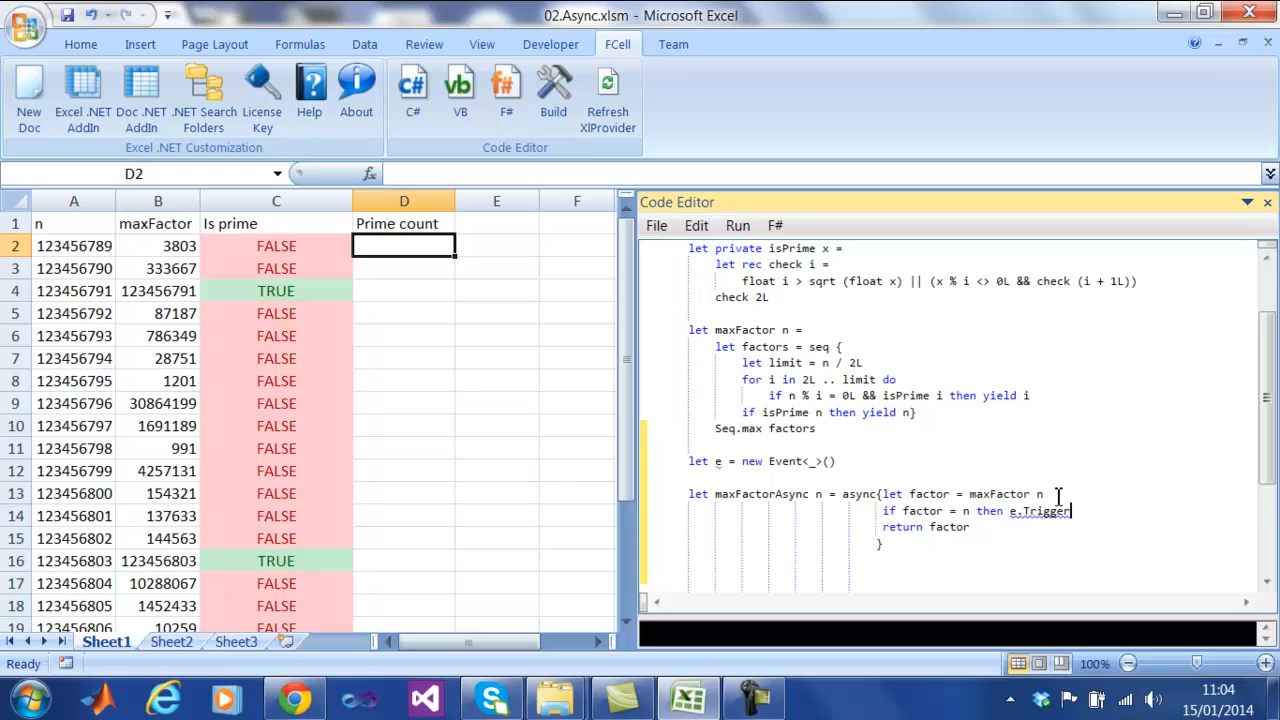 02.Async.xlsm - Microsoft Excel
Home Insert Page Layout Formulas Data Review View Developer FCell Team
New Doc
Excel .NET AddIn
Doc .NET AddIn
.NET Search Folders
License Key
Help
About
C#
VB
F#
Build
Refresh XlProvider
Excel .NET Customization
Code Editor
D2
fx
A B C D E F
1 n maxFactor Is prime Prime count
2 123456789 3803 FALSE
3 123456790 333667 FALSE
4 123456791 123456791 TRUE
5 123456792 87187 FALSE
6 123456793 786349 FALSE
7 123456794 28751 FALSE
8 123456795 1201 FALSE
9 123456796 30864199 FALSE
10 123456797 1691189 FALSE
11 123456798 991 FALSE
12 123456799 4257131 FALSE
13 123456800 154321 FALSE
14 123456801 137633 FALSE
15 123456802 144563 FALSE
16 123456803 123456803 TRUE
17 123456804 10288067 FALSE
18 123456805 1452433 FALSE
19 123456806 10259 FALSE
Sheet1 Sheet2 Sheet3
Code Editor
File Edit Run F#
let private isPrime x =
let rec check i =
float i > sqrt (float x) || (x % i <> 0L && check (i + 1L))
check 2L
let maxFactor n =
let factors = seq {
let limit = n / 2L
for i in 2L .. limit do
if n % i = 0L && isPrime i then yield i
if isPrime n then yield n}
Seq.max factors
let e = new Event<_>()
let maxFactorAsync n = async{let factor = maxFactor n
if factor = n then e.Trigger
return factor
}
Ready
100%
11:04
15/01/2014